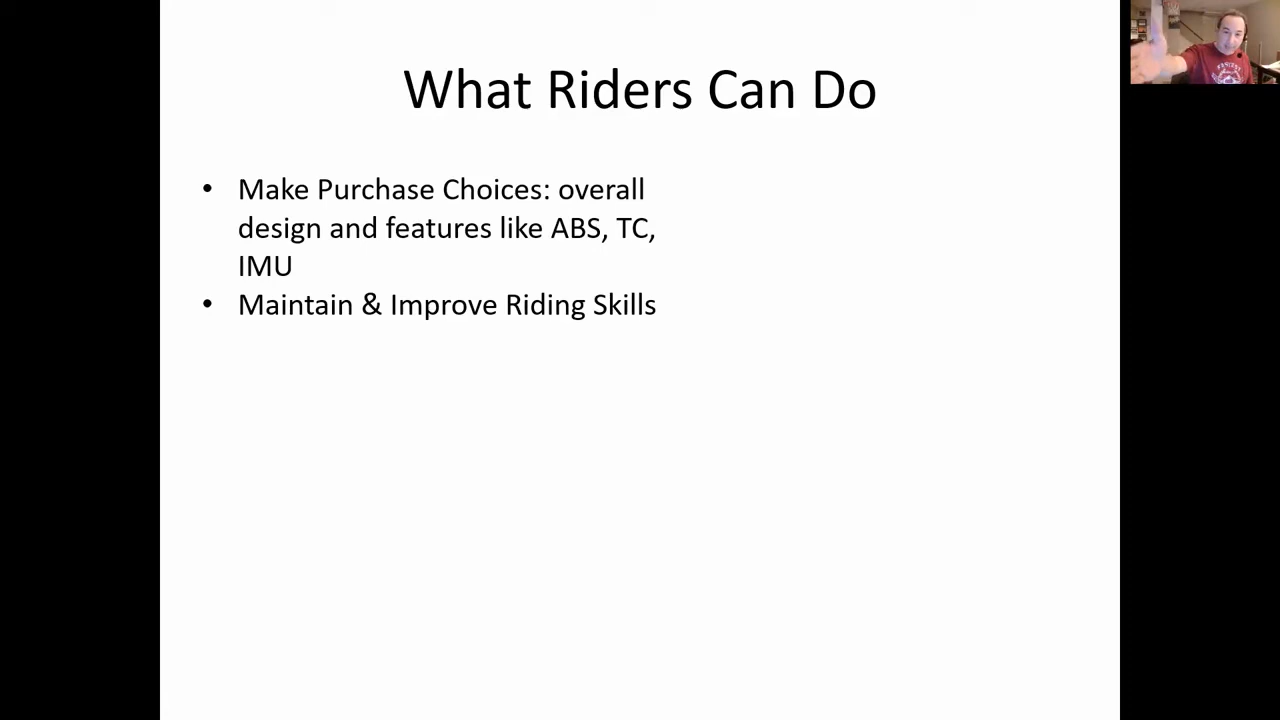 What Riders Can Do
• Make Purchase Choices: overall
design and features like ABS, TC,
IMU
• Maintain & Improve Riding Skills